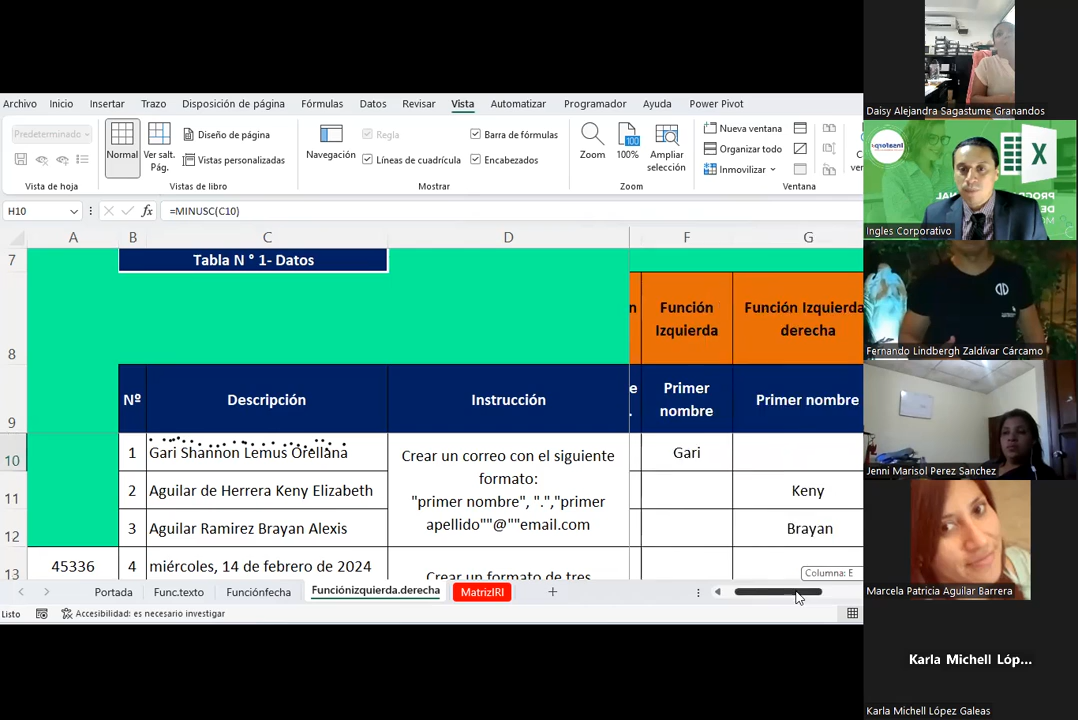 Archivo Inicio Insertar Trazo Disposición de página Fórmulas Datos Revisar Vista Automatizar Programador Ayuda Power Pivot
Predeterminado
Vista de hoja
Normal
Ver salt. Pág.
Diseño de página
Vistas personalizadas
Vistas de libro
Navegación
Regla
Líneas de cuadrícula
Barra de fórmulas
Encabezados
Mostrar
Zoom
100%
Ampliar selección
Zoom
Nueva ventana
Organizar todo
Inmovilizar
Ventana
H10
fx
=MINUSC(C10)
A B C D F G
7
Tabla N ° 1- Datos
8
Función Izquierda
Función Izquierda
derecha
9
Nº Descripción Instrucción Primer nombre Primer nombre
10
1 Gari Shannon Lemus Orellana
Gari
Crear un correo con el siguiente
formato:
"primer nombre", ".","primer
apellido""@""email.com
11
2 Aguilar de Herrera Keny Elizabeth
Keny
12
3 Aguilar Ramirez Brayan Alexis
Brayan
13
45336 4 miércoles, 14 de febrero de 2024
Crear un formato de tres
Columna: E
Portada Func.texto Funciónfecha Funciónizquierda.derecha MatrizIRI
Listo
Accesibilidad: es necesario investigar
Daisy Alejandra Sagastume Granandos
Ingles Corporativo
Fernando Lindbergh Zaldívar Cárcamo
Jenni Marisol Perez Sanchez
Marcela Patricia Aguilar Barrera
Karla Michell Lóp...
Karla Michell López Galeas